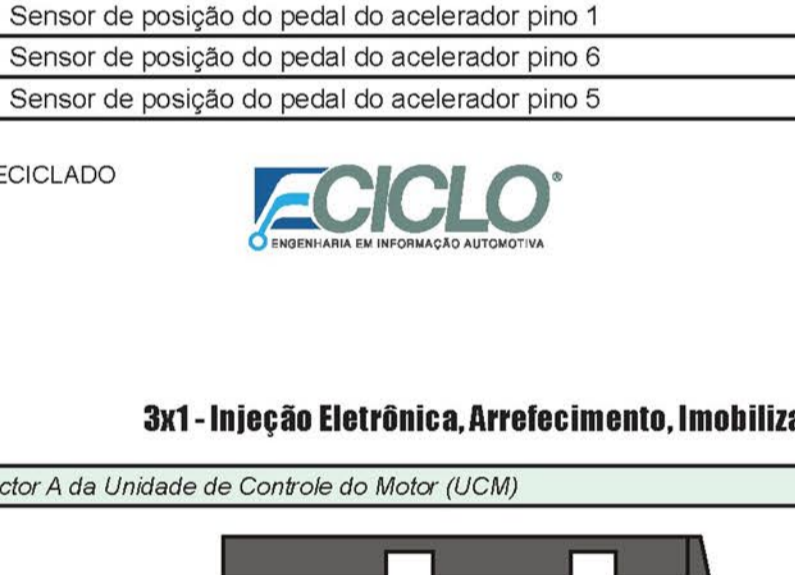 Sensor de posição do pedal do acelerador pino 1
Sensor de posição do pedal do acelerador pino 6
Sensor de posição do pedal do acelerador pino 5
ECICLADO
CICLO®
ENGENHARIA EM INFORMAÇÃO AUTOMOTIVA
3x1 - Injeção Eletrônica, Arrefecimento, Imobiliza
ctor A da Unidade de Controle do Motor (UCM)